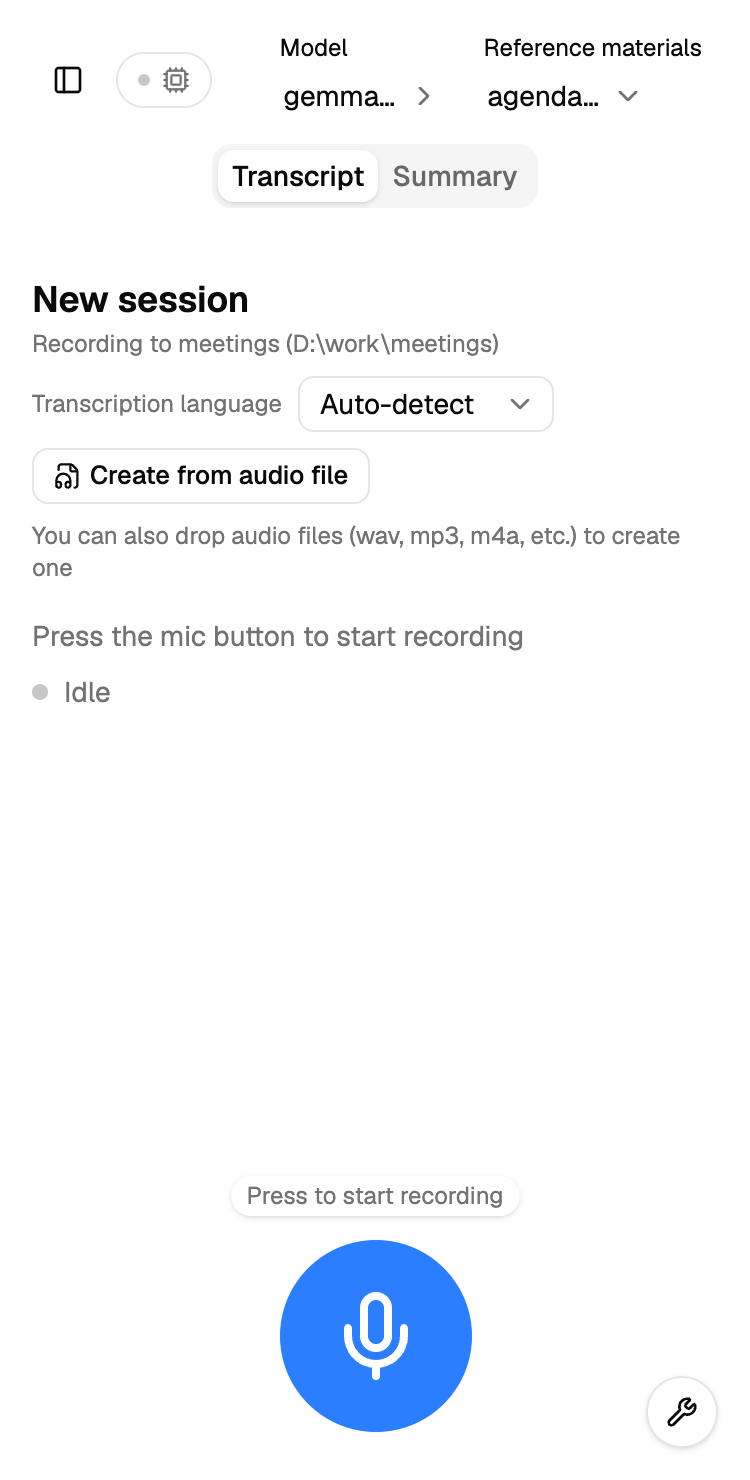 Model
Reference materials
gemma...
agenda...
Transcript
Summary
New session
Recording to meetings (D:\work\meetings)
Transcription language
Auto-detect
Create from audio file
You can also drop audio files (wav, mp3, m4a, etc.) to create
one
Press the mic button to start recording
Idle
Press to start recording